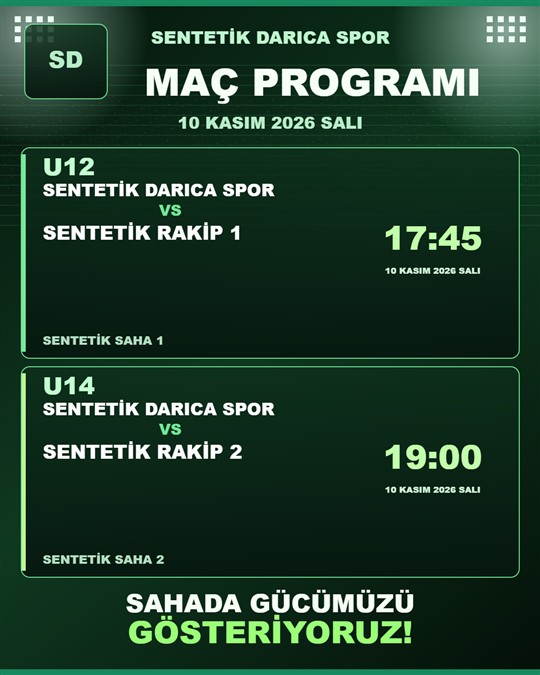 SD
SENTETİK DARICA SPOR
MAÇ PROGRAMI
10 KASIM 2026 SALI
U12
SENTETİK DARICA SPOR
VS
SENTETİK RAKİP 1
17:45
10 KASIM 2026 SALI
SENTETİK SAHA 1
U14
SENTETİK DARICA SPOR
VS
SENTETİK RAKİP 2
19:00
10 KASIM 2026 SALI
SENTETİK SAHA 2
SAHADA GÜCÜMÜZÜ
GÖSTERİYORUZ!